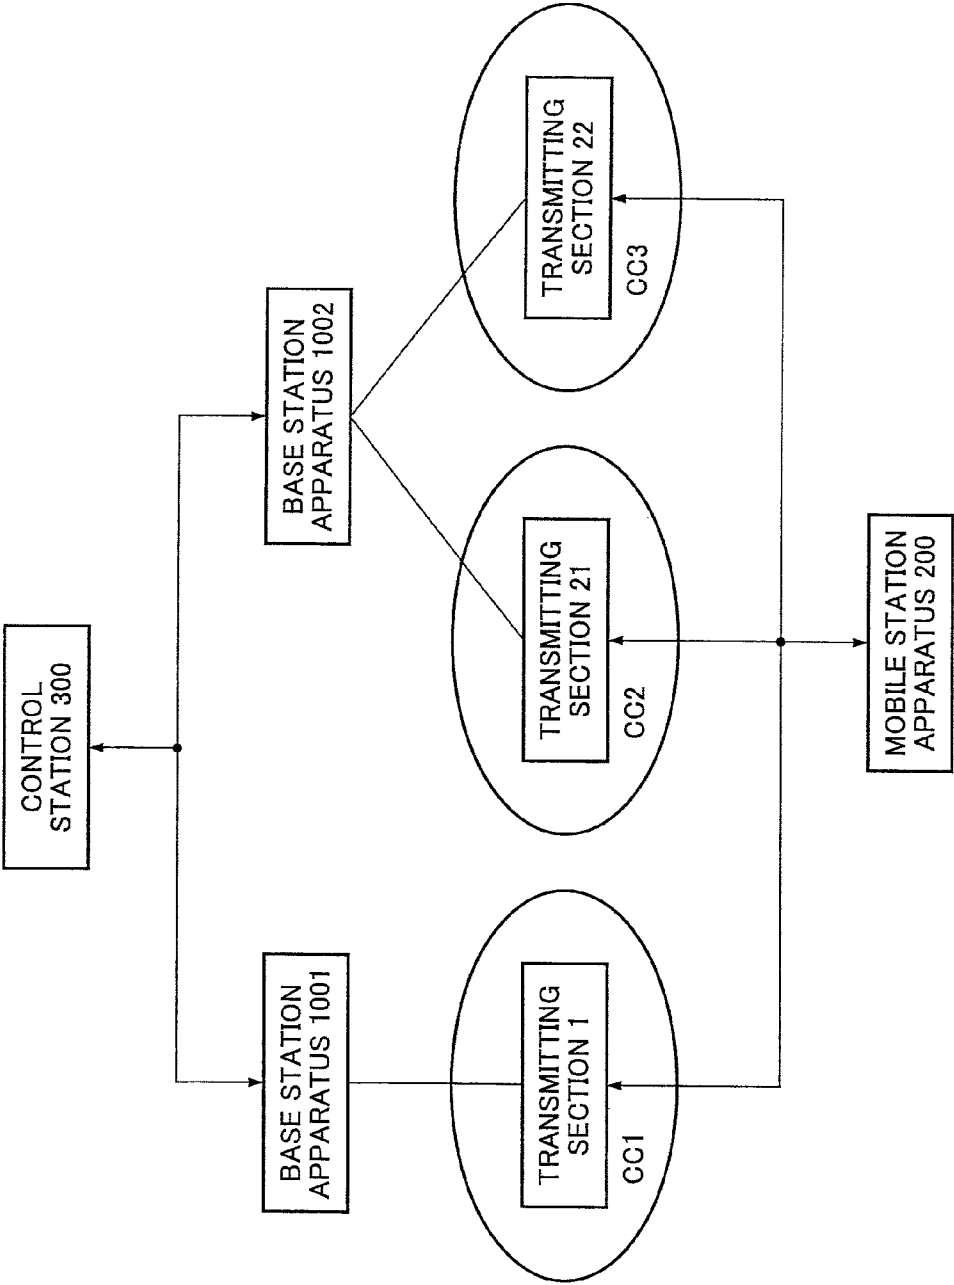 CONTROL
STATION 300
BASE STATION
APPARATUS 1001
BASE STATION
APPARATUS 1002
TRANSMITTING
SECTION 1
CC1
TRANSMITTING
SECTION 21
CC2
TRANSMITTING
SECTION 22
CC3
MOBILE STATION
APPARATUS 200